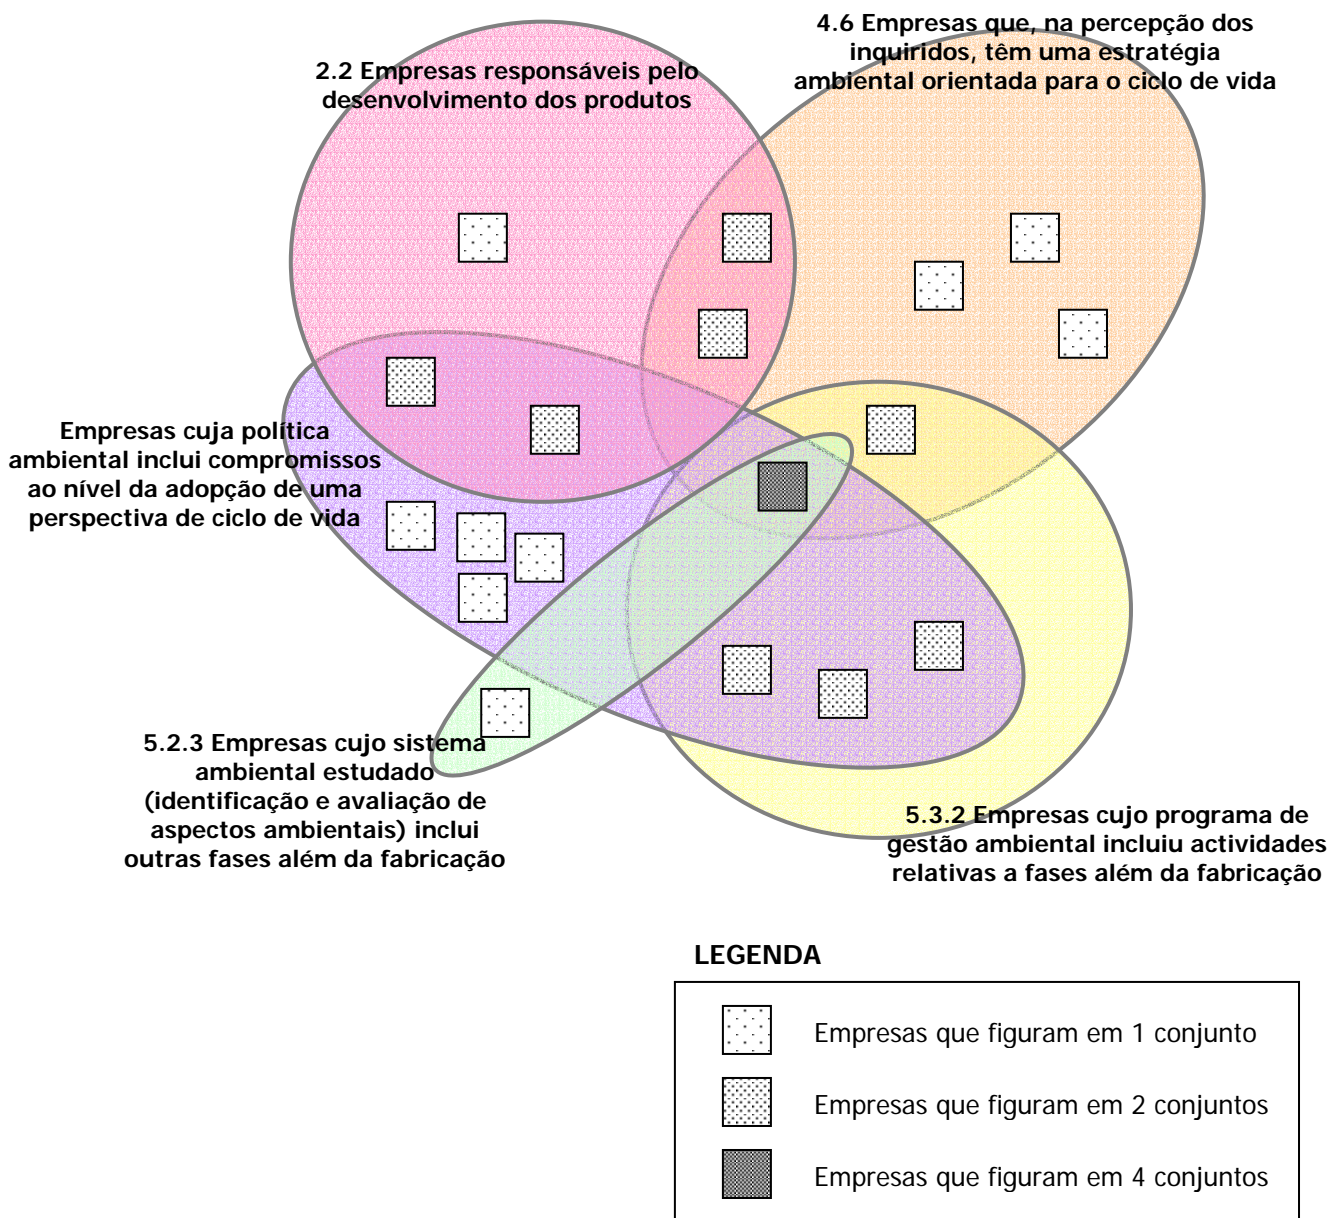 4.6 Empresas que, na percepção dos
inquiridos, têm uma estratégia
ambiental orientada para o ciclo de vida
2.2 Empresas responsáveis pelo
desenvolvimento dos produtos
Empresas cuja política
ambiental inclui compromissos
ao nível da adopção de uma
perspectiva de ciclo de vida
5.2.3 Empresas cujo sistema
ambiental estudado
(identificação e avaliação de
aspectos ambientais) inclui
outras fases além da fabricação
5.3.2 Empresas cujo programa de
gestão ambiental incluiu actividades
relativas a fases além da fabricação
LEGENDA
Empresas que figuram em 1 conjunto
Empresas que figuram em 2 conjuntos
Empresas que figuram em 4 conjuntos